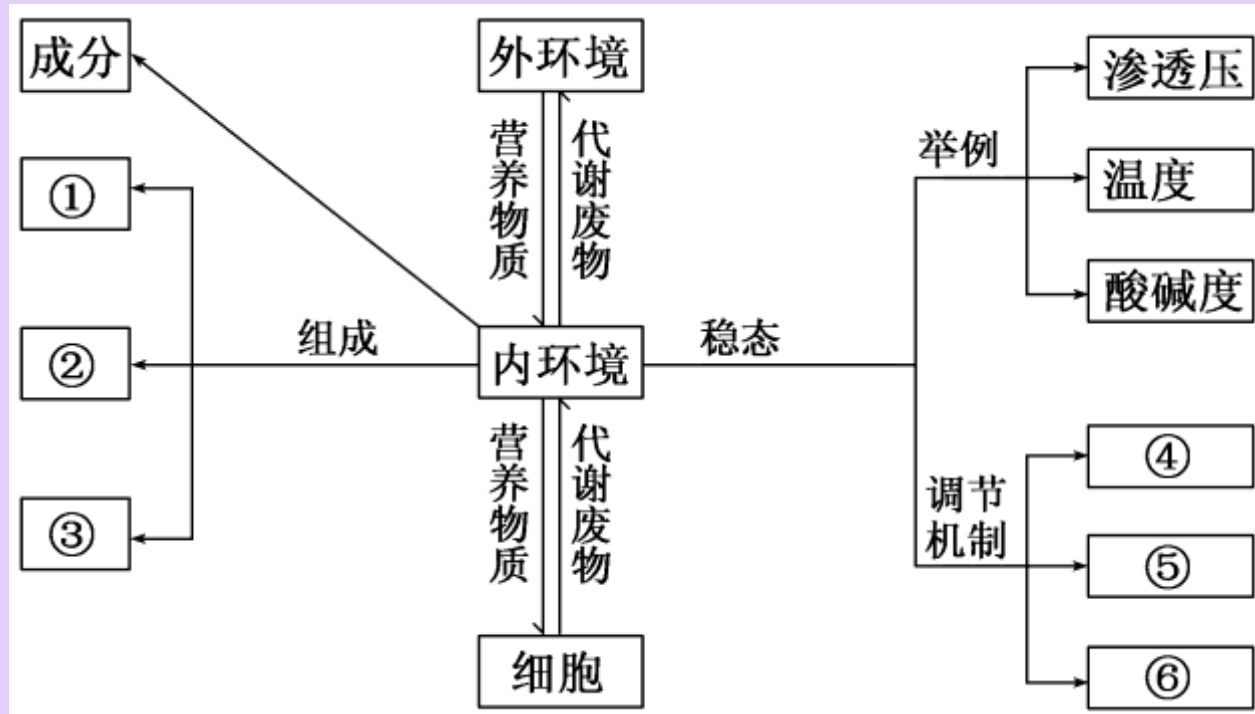 成分
①
②
③
组成
外环境
营养物质
代谢废物
内环境
营养物质
代谢废物
细胞
稳态
举例
渗透压
温度
酸碱度
调节
机制
④
⑤
⑥